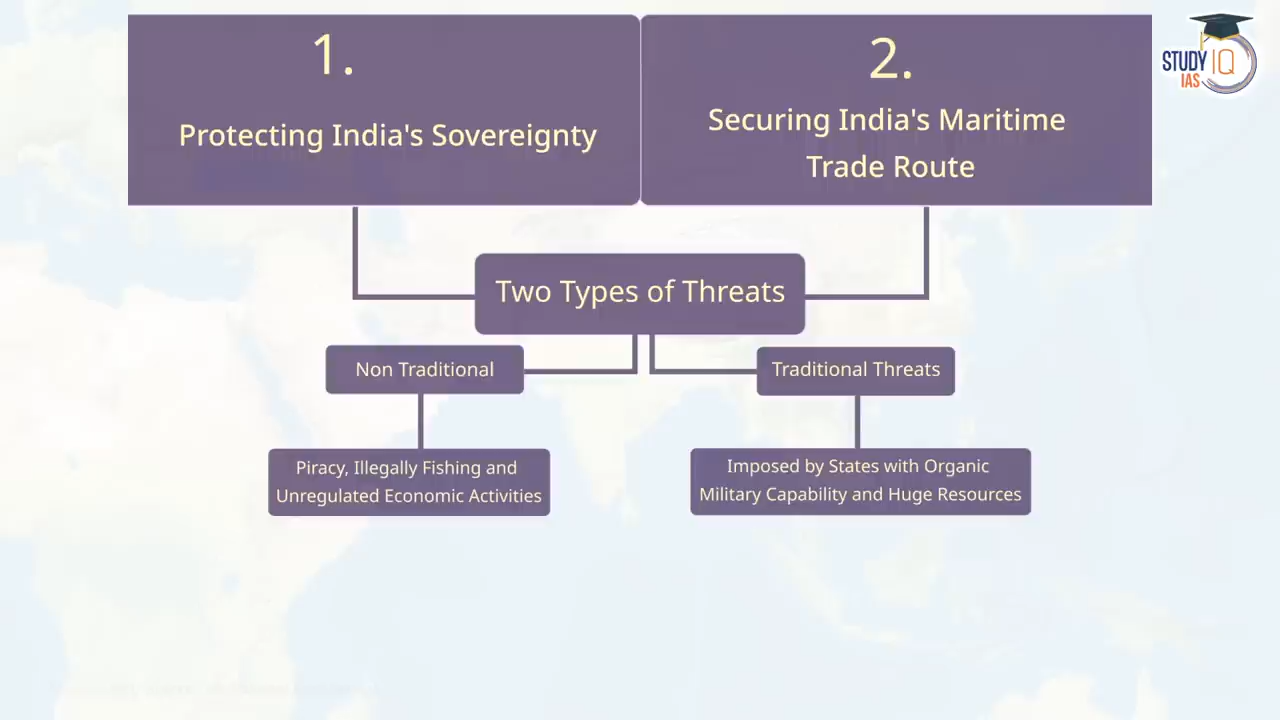 1.
Protecting India's Sovereignty
2.
Securing India's Maritime
Trade Route
STUDY IQ
IAS
Two Types of Threats
Non Traditional
Traditional Threats
Piracy, Illegally Fishing and
Unregulated Economic Activities
Imposed by States with Organic
Military Capability and Huge Resources